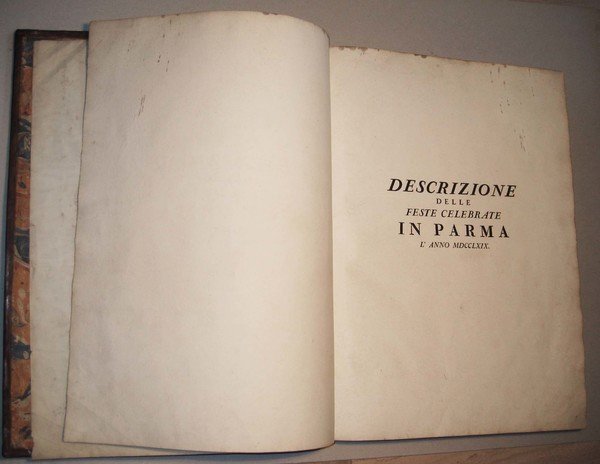 DESCRIZIONE
DELLE
FESTE CELEBRATE
IN PARMA
L' ANNO MDCCLXIX.